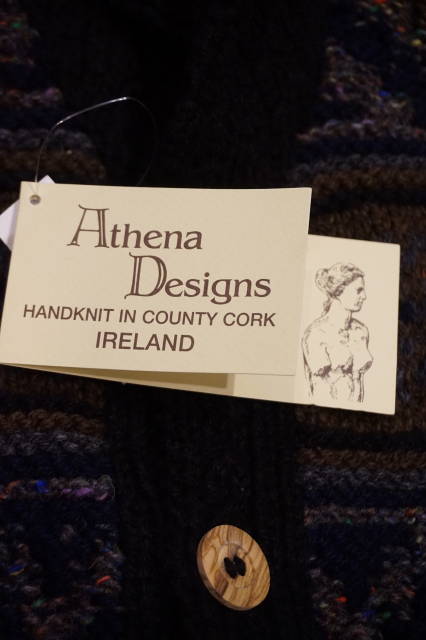 Athena
Designs
HANDKNIT IN COUNTY CORK
IRELAND